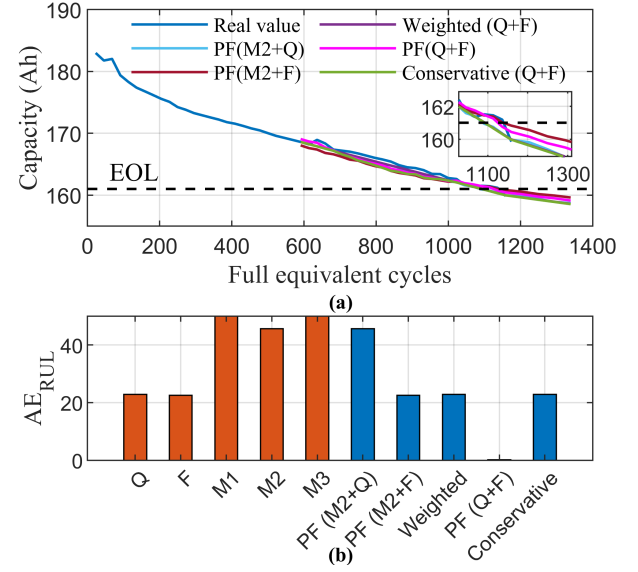 190
180
170
160
Capacity (Ah)
Real value
PF(M2+Q)
PF(M2+F)
Weighted (Q+F)
PF(Q+F)
Conservative (Q+F)
162
160
1100
1300
EOL
0 200 400 600 800 1000 1200 1400
Full equivalent cycles
(a)
40
20
0
AE_RUL
Q
F
M1
M2
M3
PF (M2+Q)
PF (M2+F)
Weighted
PF (Q+F)
Conservative
(b)